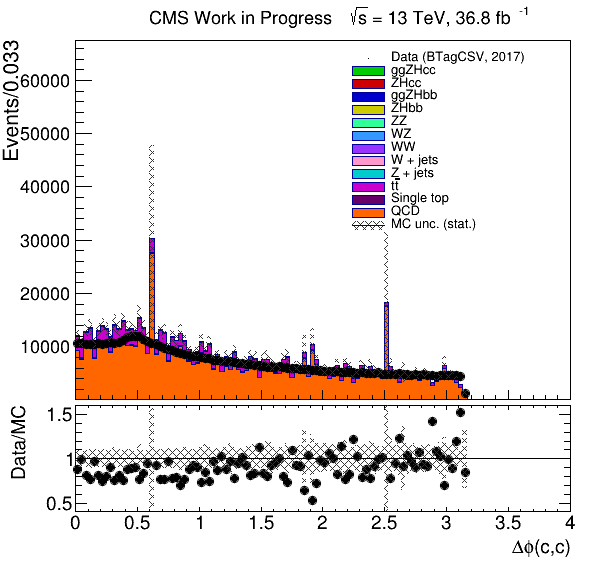 CMS Work in Progress √s = 13 TeV, 36.8 fb⁻¹
Events/0.033
60000
50000
40000
30000
20000
10000
Data (BTagCSV, 2017)
ggZHcc
ZHcc
ggZHbb
ZHbb
ZZ
WZ
WW
W + jets
Z + jets
tt̄
Single top
QCD
MC unc. (stat.)
Data/MC
1.5
1
0.5
0 0.5 1 1.5 2 2.5 3 3.5 4
Δϕ(c,c)